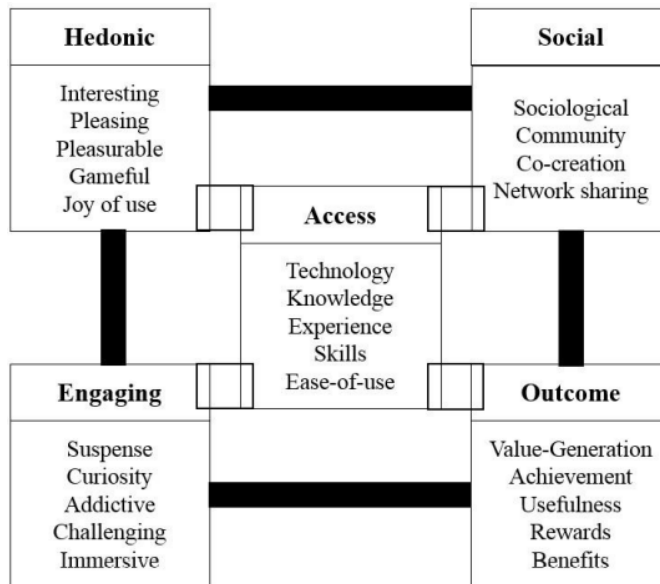 Hedonic
Interesting
Pleasing
Pleasurable
Gameful
Joy of use
Social
Sociological
Community
Co-creation
Network sharing
Access
Technology
Knowledge
Experience
Skills
Ease-of-use
Engaging
Suspense
Curiosity
Addictive
Challenging
Immersive
Outcome
Value-Generation
Achievement
Usefulness
Rewards
Benefits